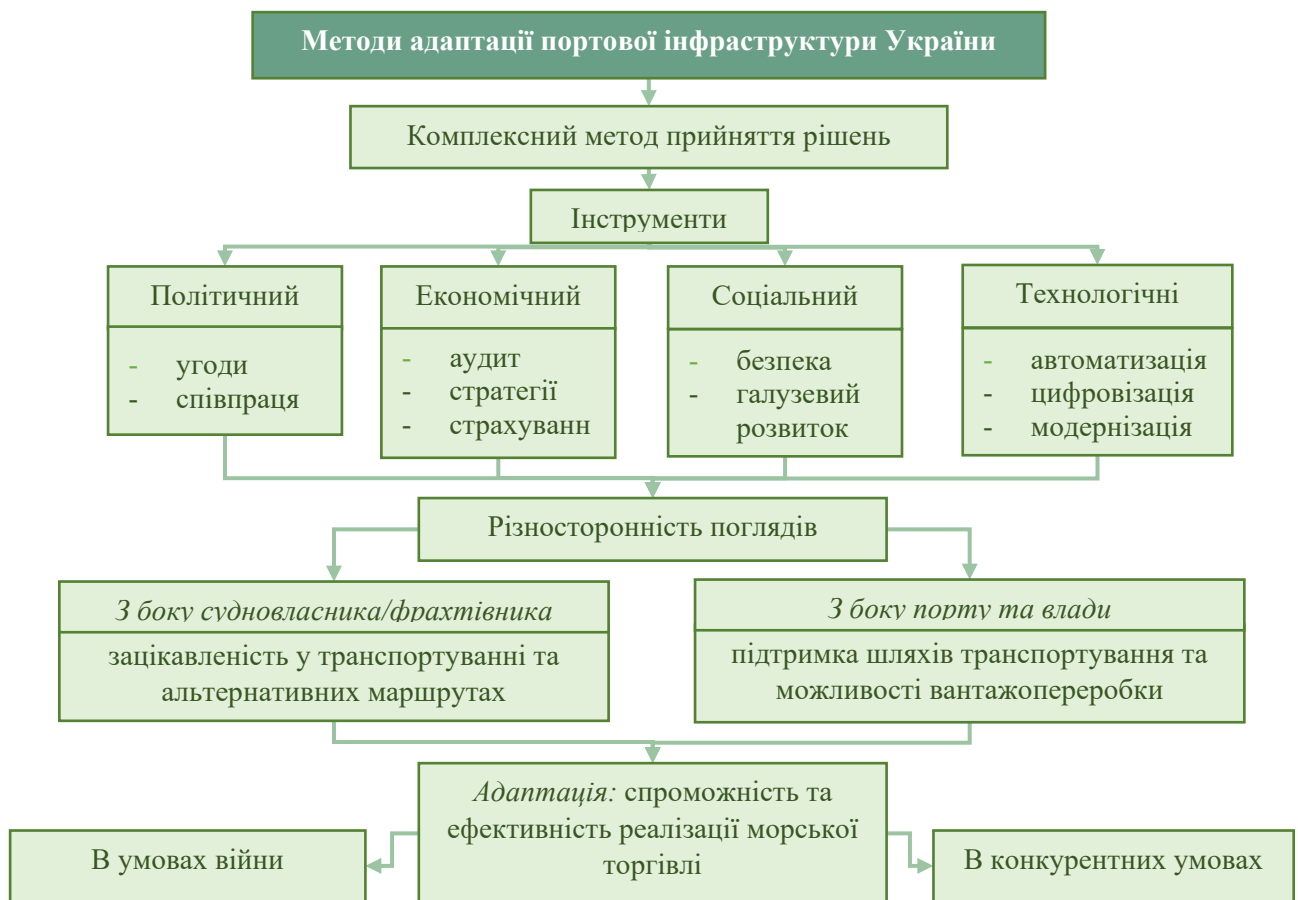 Методи адаптації портової інфраструктури України
Комплексний метод прийняття рішень
Інструменти
Політичний
- угоди
- співпраця
Економічний
- аудит
- стратегії
- страхуванн
Соціальний
- безпека
- галузевий
розвиток
Технологічні
- автоматизація
- цифровізація
- модернізація
Різносторонність поглядів
З боку судновласника/фрахтівника
зацікавленість у транспортуванні та
альтернативних маршрутах
З боку порту та влади
підтримка шляхів транспортування та
можливості вантажопереробки
Адаптація: спроможність та
ефективність реалізації морської
торгівлі
В умовах війни
В конкурентних умовах